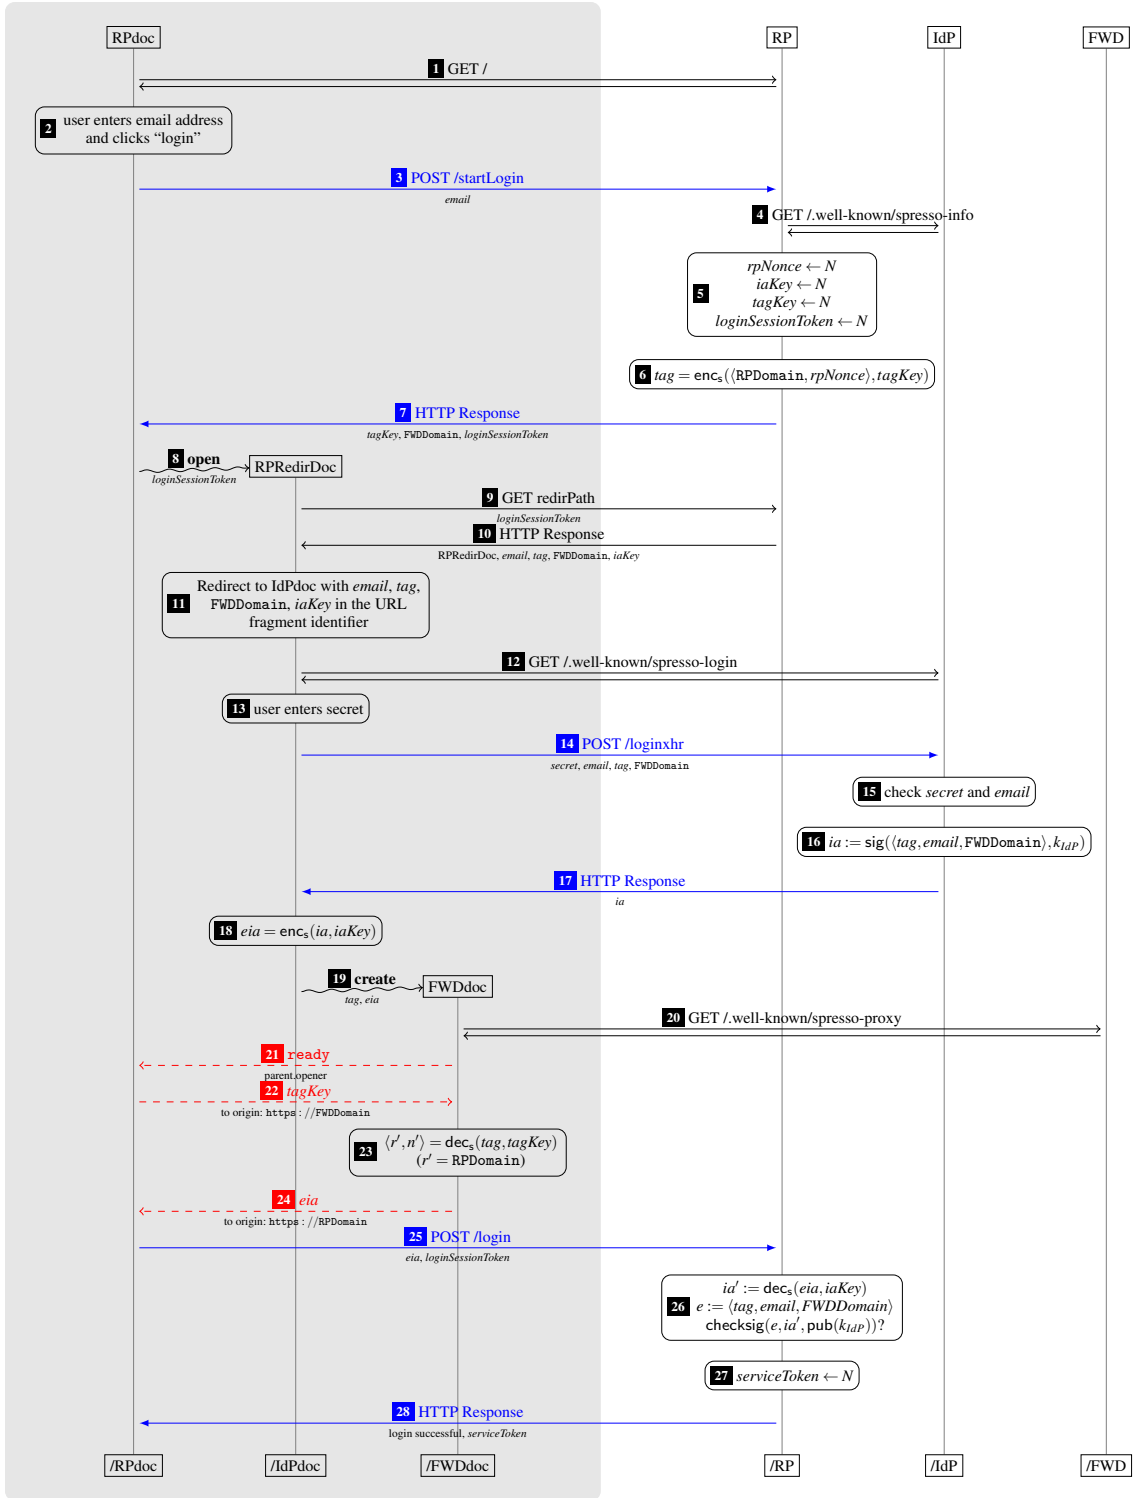 RPdoc
RP
IdP
FWD
1 GET /
2 user enters email address
and clicks “login”
3 POST /startLogin
email
4 GET /.well-known/spresso-info
rpNonce ← N
iaKey ← N
5
tagKey ← N
loginSessionToken ← N
6 tag = encs(⟨RPDomain, rpNonce⟩, tagKey)
7 HTTP Response
tagKey, FWDDomain, loginSessionToken
8 open
loginSessionToken
RPRedirDoc
9 GET redirPath
loginSessionToken
10 HTTP Response
RPRedirDoc, email, tag, FWDDomain, iaKey
Redirect to IdPdoc with email, tag,
11 FWDDomain, iaKey in the URL
fragment identifier
12 GET /.well-known/spresso-login
13 user enters secret
14 POST /loginxhr
secret, email, tag, FWDDomain
15 check secret and email
16 ia := sig(⟨tag, email, FWDDomain⟩, kIdP)
17 HTTP Response
ia
18 eia = encs(ia, iaKey)
19 create
tag, eia
FWDdoc
20 GET /.well-known/spresso-proxy
21 ready
parent.opener
22 tagKey
to origin: https://FWDDomain
23 ⟨r′, n′⟩ = decs(tag, tagKey)
(r′ = RPDomain)
24 eia
to origin: https://RPDomain
25 POST /login
eia, loginSessionToken
ia′ := decs(eia, iaKey)
26 e := ⟨tag, email, FWDDomain⟩
checksig(e, ia′, pub(kIdP))?
27 serviceToken ← N
28 HTTP Response
login successful, serviceToken
/RPdoc
/IdPdoc
/FWDdoc
/RP
/IdP
/FWD